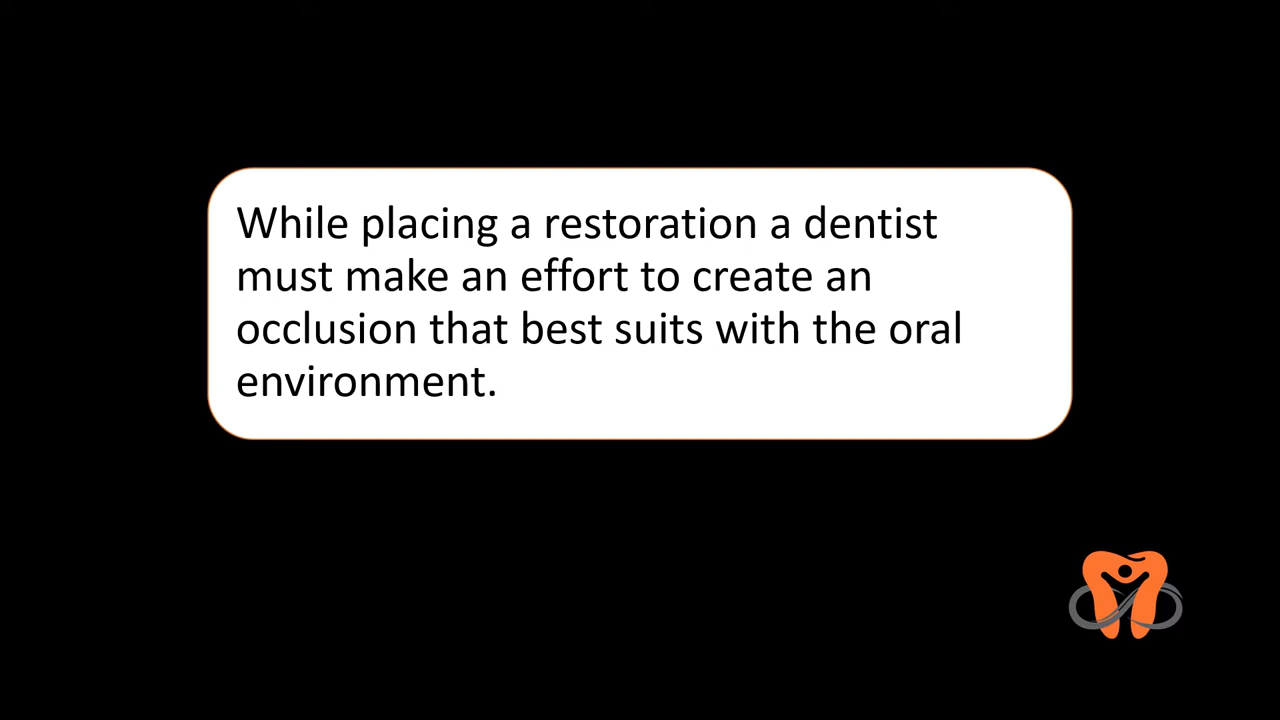 While placing a restoration a dentist
must make an effort to create an
occlusion that best suits with the oral
environment.